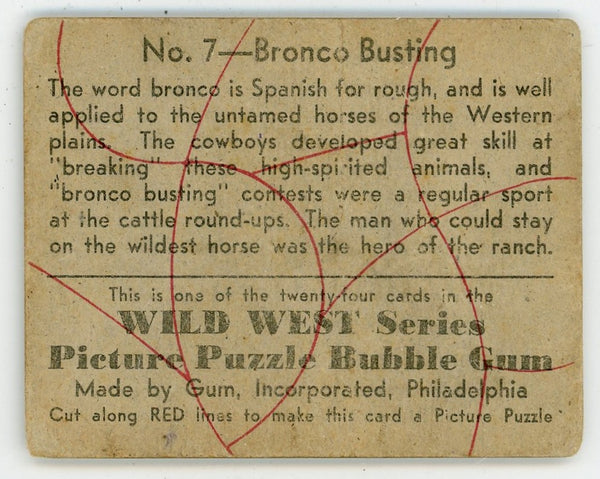 No. 7—Bronco Busting
The word bronco is Spanish for rough, and is well
applied to the untamed horses of the Western
plains. The cowboys developed great skill at
"breaking" these high-spirited animals, and
"bronco busting" contests were a regular sport
at the cattle round-ups. The man who could stay
on the wildest horse was the hero of the ranch.
This is one of the twenty-four cards in the
WILD WEST Series
Picture Puzzle Bubble Gum
Made by Gum, Incorporated, Philadelphia
Cut along RED lines to make this card a Picture Puzzle